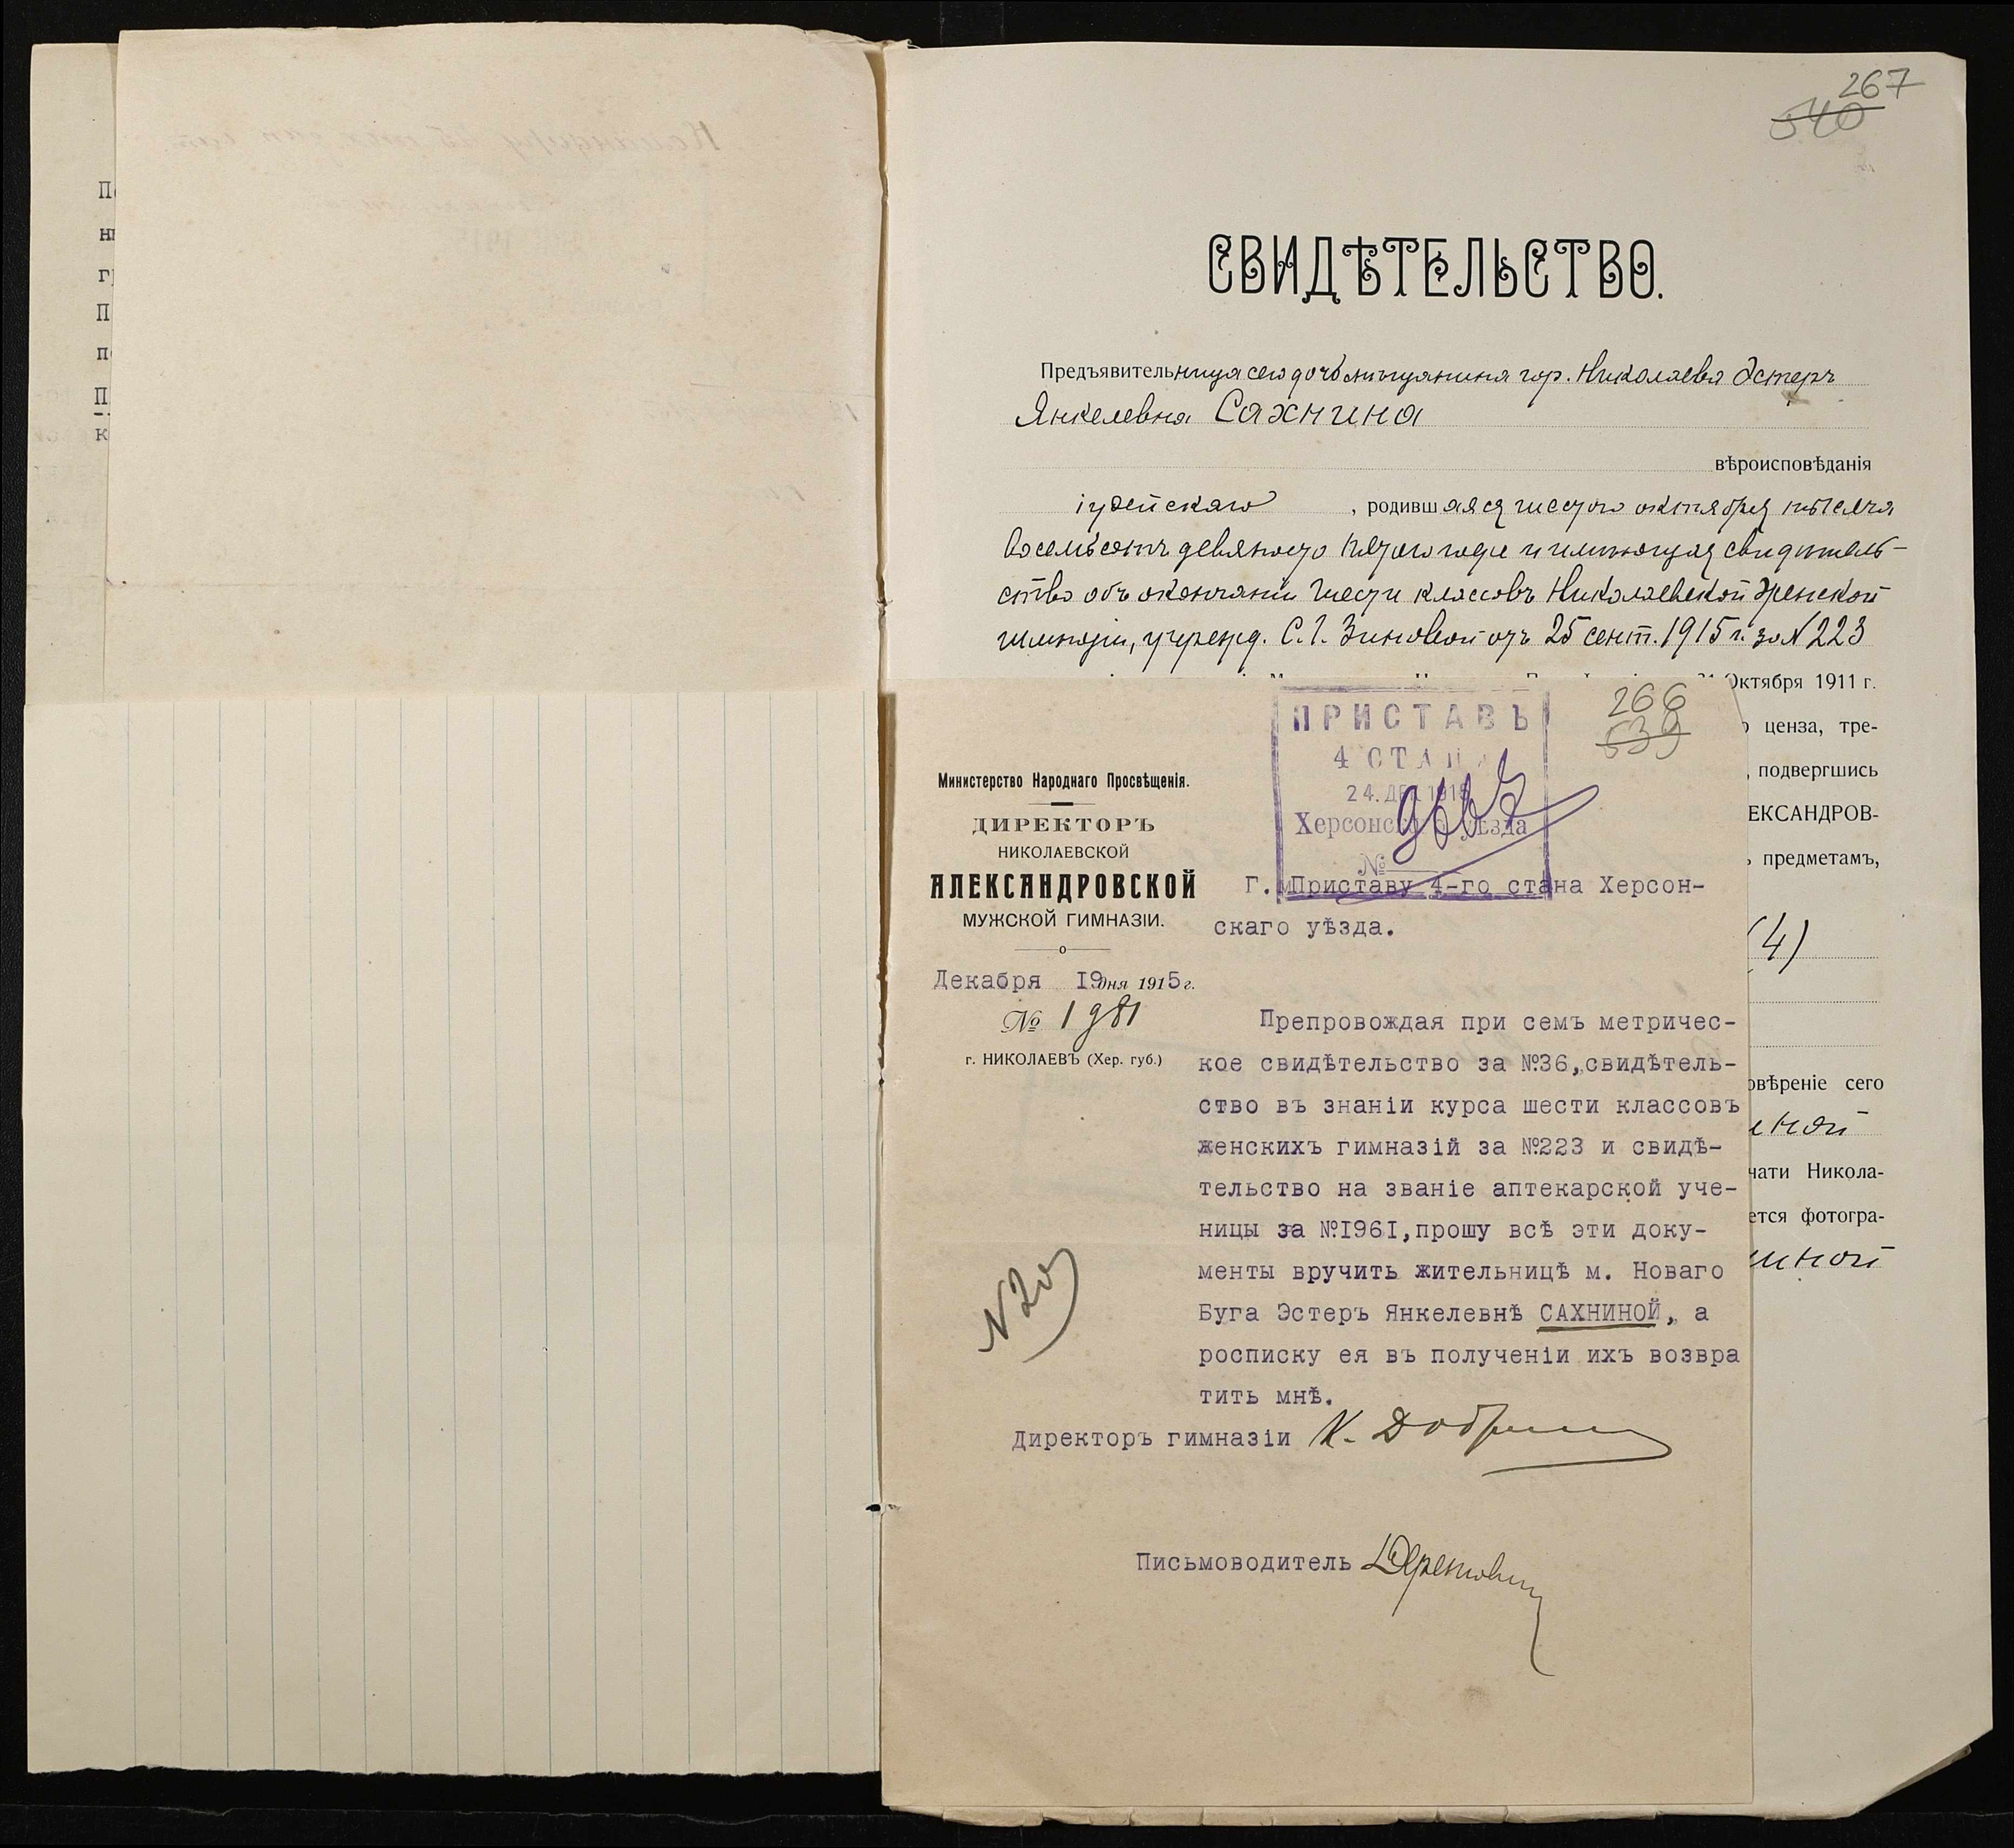 267
540
СВИДѢТЕЛЬСТВО.
Предъявительница сего дочь мѣщанина гор. Николаева Эстеръ
Янкелевна Сахнина
вѣроисповѣданія
іудейскаго, родившаяся шестого октября тысяча
восемьсотъ девяносто пятого года и имѣющая свидѣтель-
ство объ окончаніи шести классовъ Николаевской Женской
гимназіи, учрежд. С. І. Зиновой отъ 25 сент. 1915 г. за № 223
Октября 1911 г.
ценза, тре-
, подвергшись
ЕКСАНДРОВ-
предметамъ,
(4)
овѣреніе сего
иной
чати Никола-
ется фотогра-
иной
266
539
ПРИСТАВЪ
4 СТАНА
24. ДЕК 1915
Херсонскаго уѣзда
№
Министерство Народнаго Просвѣщенія.
ДИРЕКТОРЪ
НИКОЛАЕВСКОЙ
АЛЕКСАНДРОВСКОЙ
МУЖСКОЙ ГИМНАЗІИ.
Декабря 19 дня 1915 г.
№ 1981
г. НИКОЛАЕВЪ (Хер. губ.)
Г. Приставу 4-го стана Херсон-
скаго уѣзда.
Препровождая при семъ метричес-
кое свидѣтельство за №36, свидѣтель-
ство въ знаніи курса шести классовъ
женскихъ гимназій за №223 и свидѣ-
тельство на званіе аптекарской уче-
ницы за №1961, прошу всѣ эти доку-
менты вручить жительницѣ м. Новаго
Буга Эстеръ Янкелевнѣ САХНИНОЙ, а
росписку ея въ полученіи ихъ возвра
тить мнѣ.
Директоръ гимназіи К.
Письмоводитель
П
к